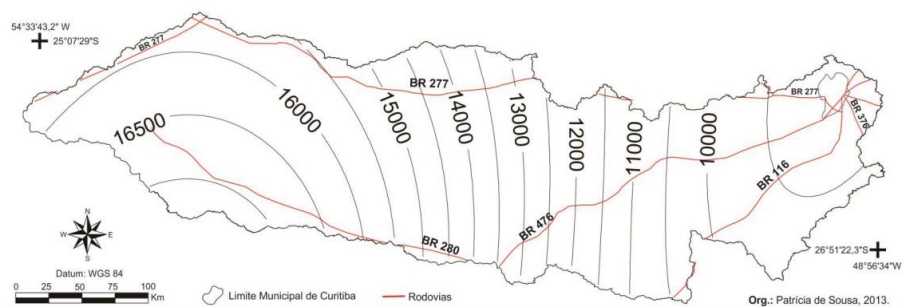 54°33'43,2" W
25°07'29"S
BR 277
BR 277
BR 277
BR 376
16500
16000
15000
14000
13000
12000
11000
10000
BR 116
BR 476
BR 280
N
W E
S
Datum: WGS 84
0 25 50 75 100
Km
Limite Municipal de Curitiba
Rodovias
26°51'22,3"S
48°56'34"W
Org.: Patrícia de Sousa, 2013.